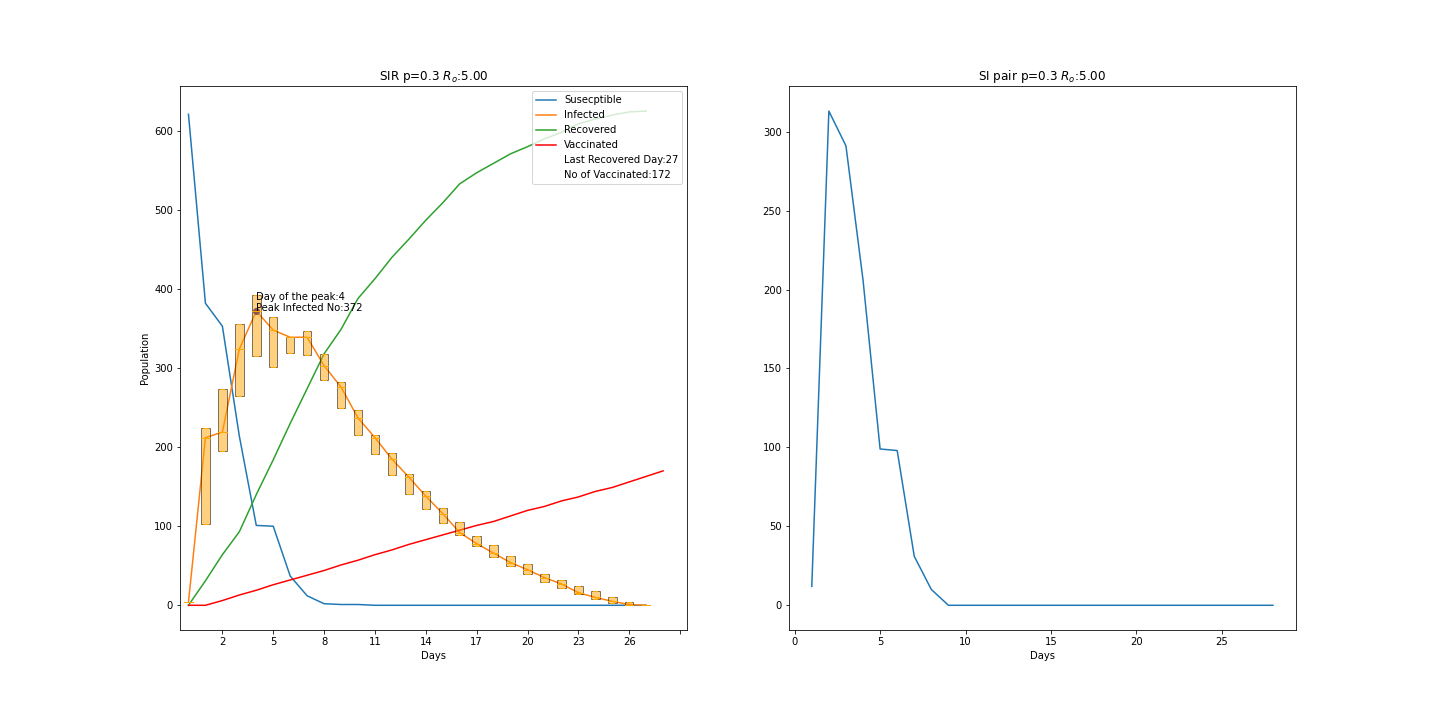 SIR p=0.3 Rₒ:5.00
Susecptible
Infected
Recovered
Vaccinated
Last Recovered Day:27
No of Vaccinated:172
Day of the peak:4
Peak Infected No:372
Population
600
500
400
300
200
100
0
2 5 8 11 14 17 20 23 26
Days
SI pair p=0.3 Rₒ:5.00
300
250
200
150
100
50
0
0 5 10 15 20 25
Days